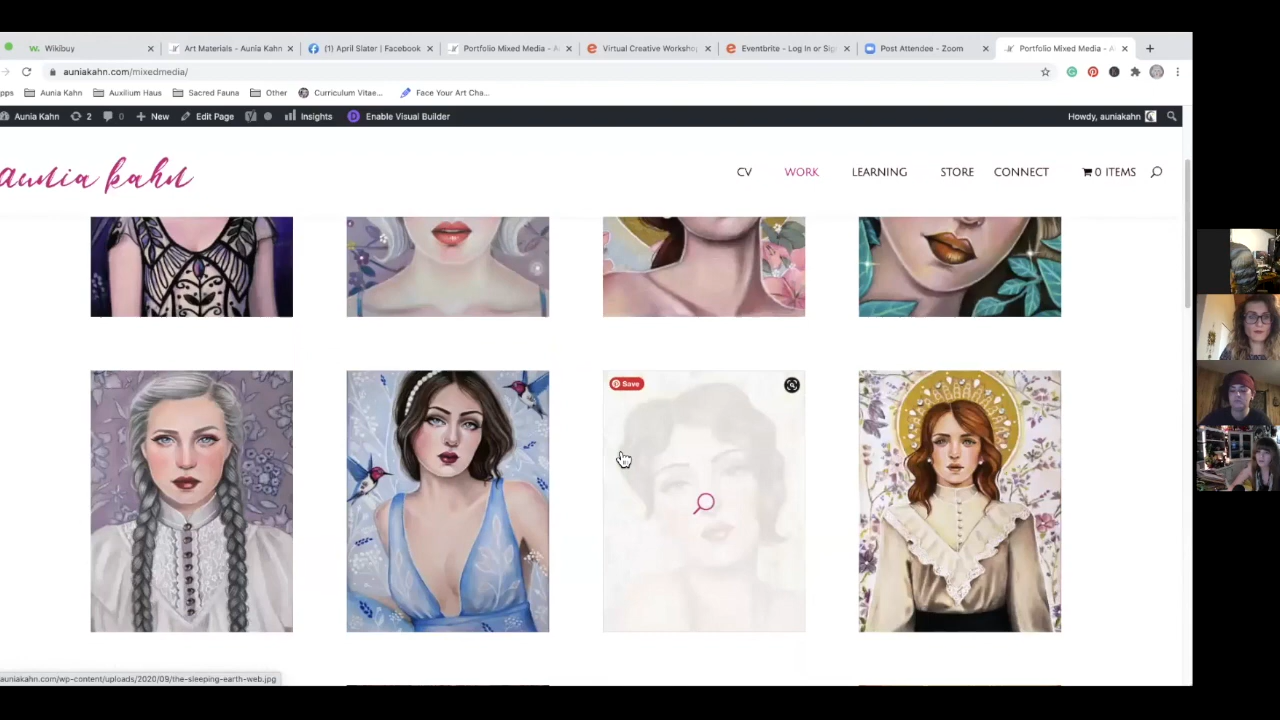 Wikibuy
Art Materials - Aunia Kahn
(1) April Slater | Facebook
Portfolio Mixed Media - A
Virtual Creative Workshop
Eventbrite - Log In or Sig
Post Attendee - Zoom
Portfolio Mixed Media - A
auniakahn.com/mixedmedia/
pps
Aunia Kahn
Auxilium Haus
Sacred Fauna
Other
Curriculum Vitae...
Face Your Art Cha...
Aunia Kahn
2
0
New
Edit Page
Insights
Enable Visual Builder
Howdy, auniakahn
aunia kahn
CV
WORK
LEARNING
STORE
CONNECT
0 ITEMS
Save
auniakahn.com/wp-content/uploads/2020/09/the-sleeping-earth-web.jpg